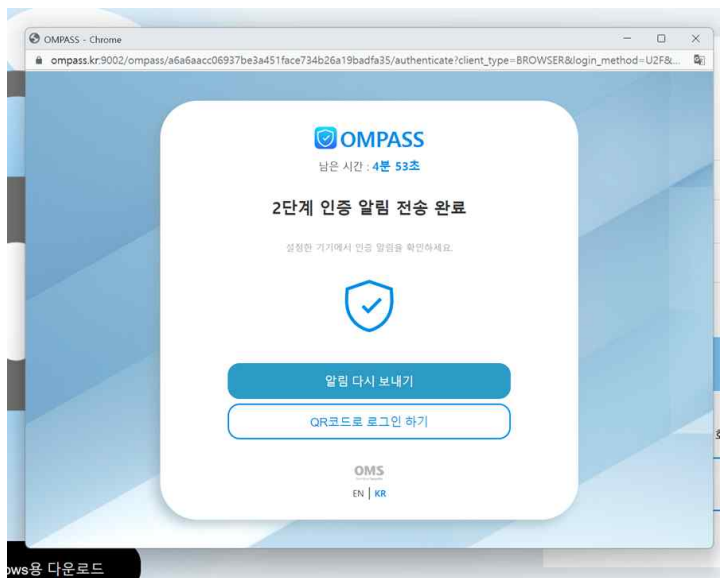 OMPASS - Chrome
ompass.kr:9002/ompass/a6a6aacc06937be3a451face734b26a19badfa35/authenticate?client_type=BROWSER&login_method=U2F&...
OMPASS
남은 시간 : 4분 53초
2단계 인증 알림 전송 완료
설정한 기기에서 인증 알림을 확인하세요.
알림 다시 보내기
QR코드로 로그인 하기
OMS
EN | KR
ows용 다운로드